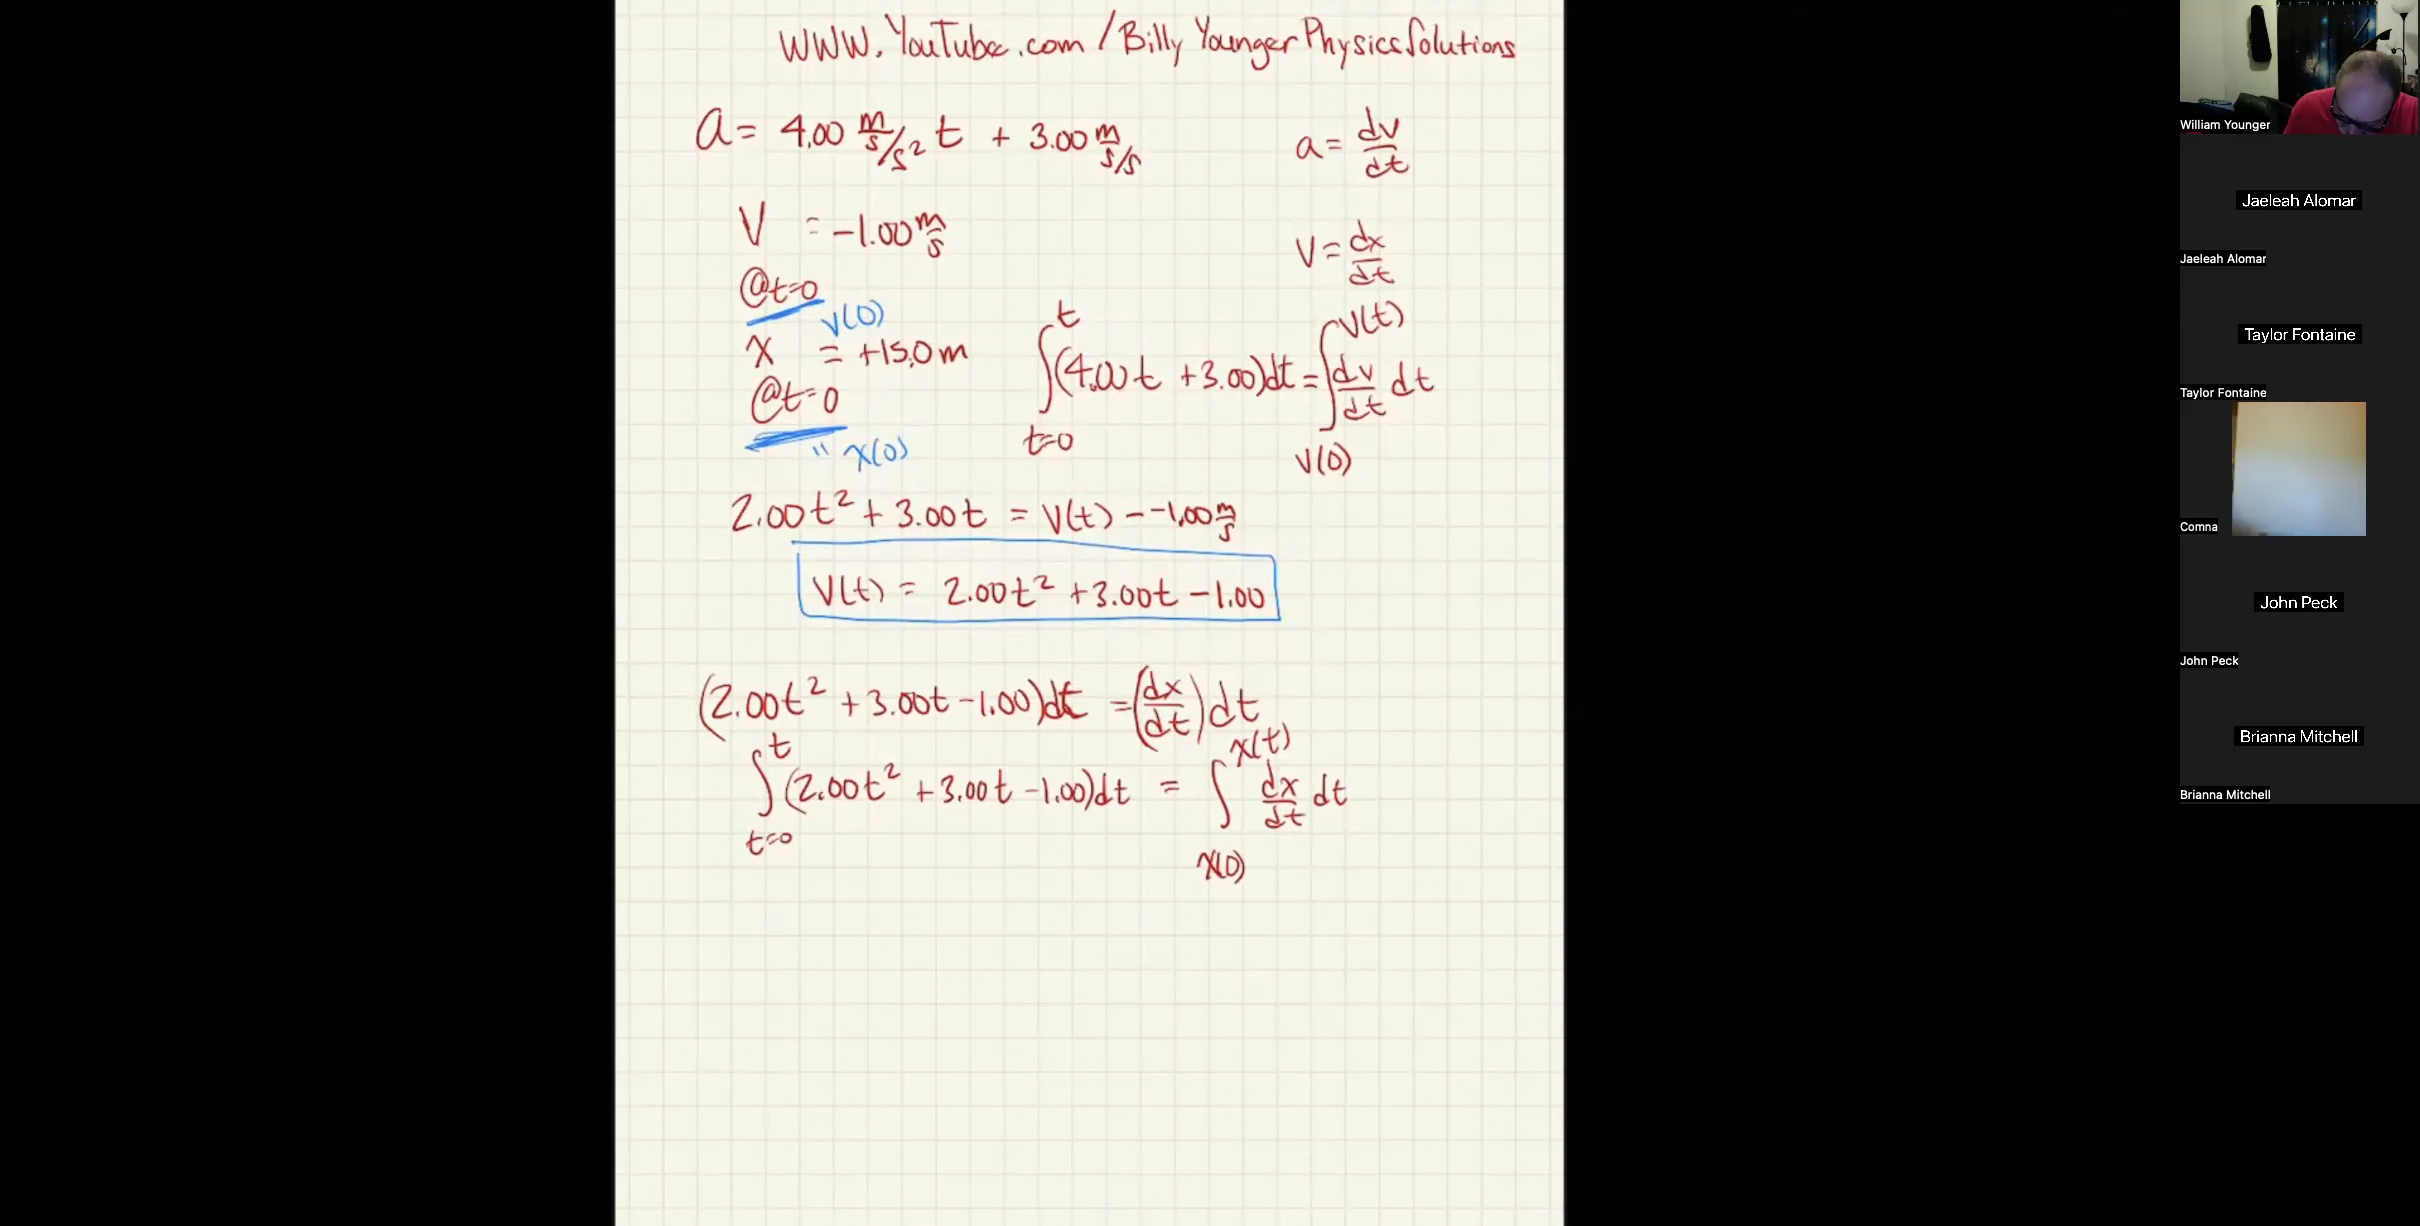 WWW.YouTube.com/BillyYoungerPhysicsSolutions
a = 4.00 m/s/s² t + 3.00 m/s/s
a = dv/dt
V = -1.00 m/s
@t=0
V(0)
V = dx/dt
x = +15.0m
@t=0
" x(0)
∫ t t=0 (4.00t + 3.00)dt = ∫ V(t) V(0) dv/dt dt
2.00t² + 3.00t = V(t) - -1.00 m/s
V(t) = 2.00t² + 3.00t - 1.00
(2.00t² + 3.00t - 1.00)dt = (dx/dt)dt
∫ t t=0 (2.00t² + 3.00t - 1.00)dt = ∫ x(t) x(0) dx/dt dt
William Younger
Jaeleah Alomar
Jaeleah Alomar
Taylor Fontaine
Taylor Fontaine
Comna
John Peck
John Peck
Brianna Mitchell
Brianna Mitchell